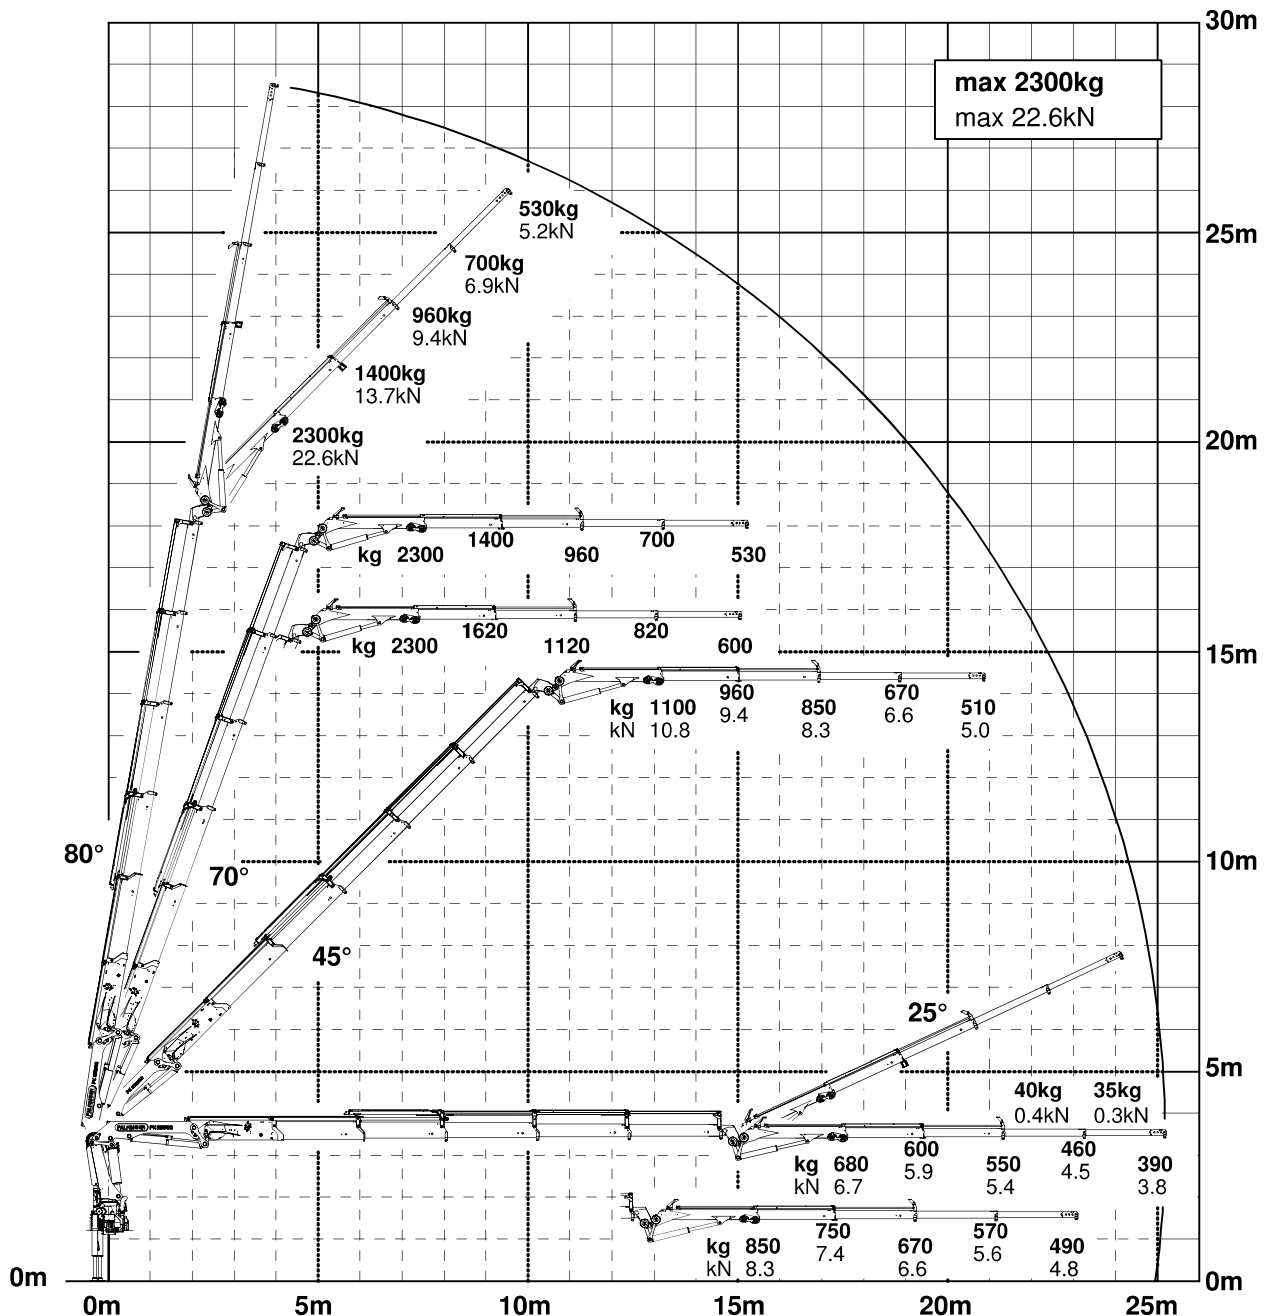 30m
max 2300kg
max 22.6kN
530kg
5.2kN
25m
700kg
6.9kN
960kg
9.4kN
1400kg
13.7kN
2300kg
22.6kN
20m
kg 2300 1400 960 700 530
kg 2300 1620 1120 820 600
15m
kg 1100 960 850 670 510
kN 10.8 9.4 8.3 6.6 5.0
80°
70°
10m
45°
25°
5m
40kg 35kg
0.4kN 0.3kN
PALFINGER
kg 680 600 550 460 390
kN 6.7 5.9 5.4 4.5 3.8
kg 850 750 670 570 490
kN 8.3 7.4 6.6 5.6 4.8
0m 0m
0m 5m 10m 15m 20m 25m